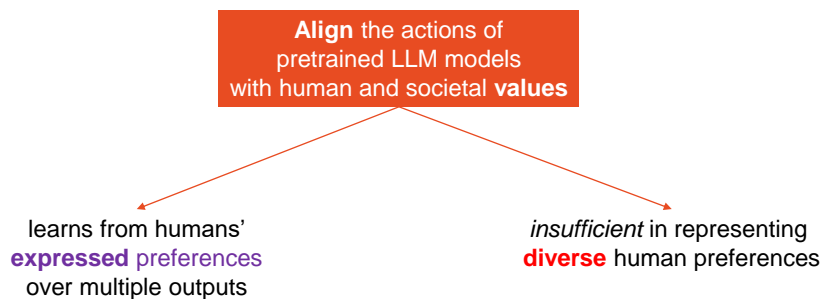 Align the actions of
pretrained LLM models
with human and societal values
learns from humans’
expressed preferences
over multiple outputs
insufficient in representing
diverse human preferences